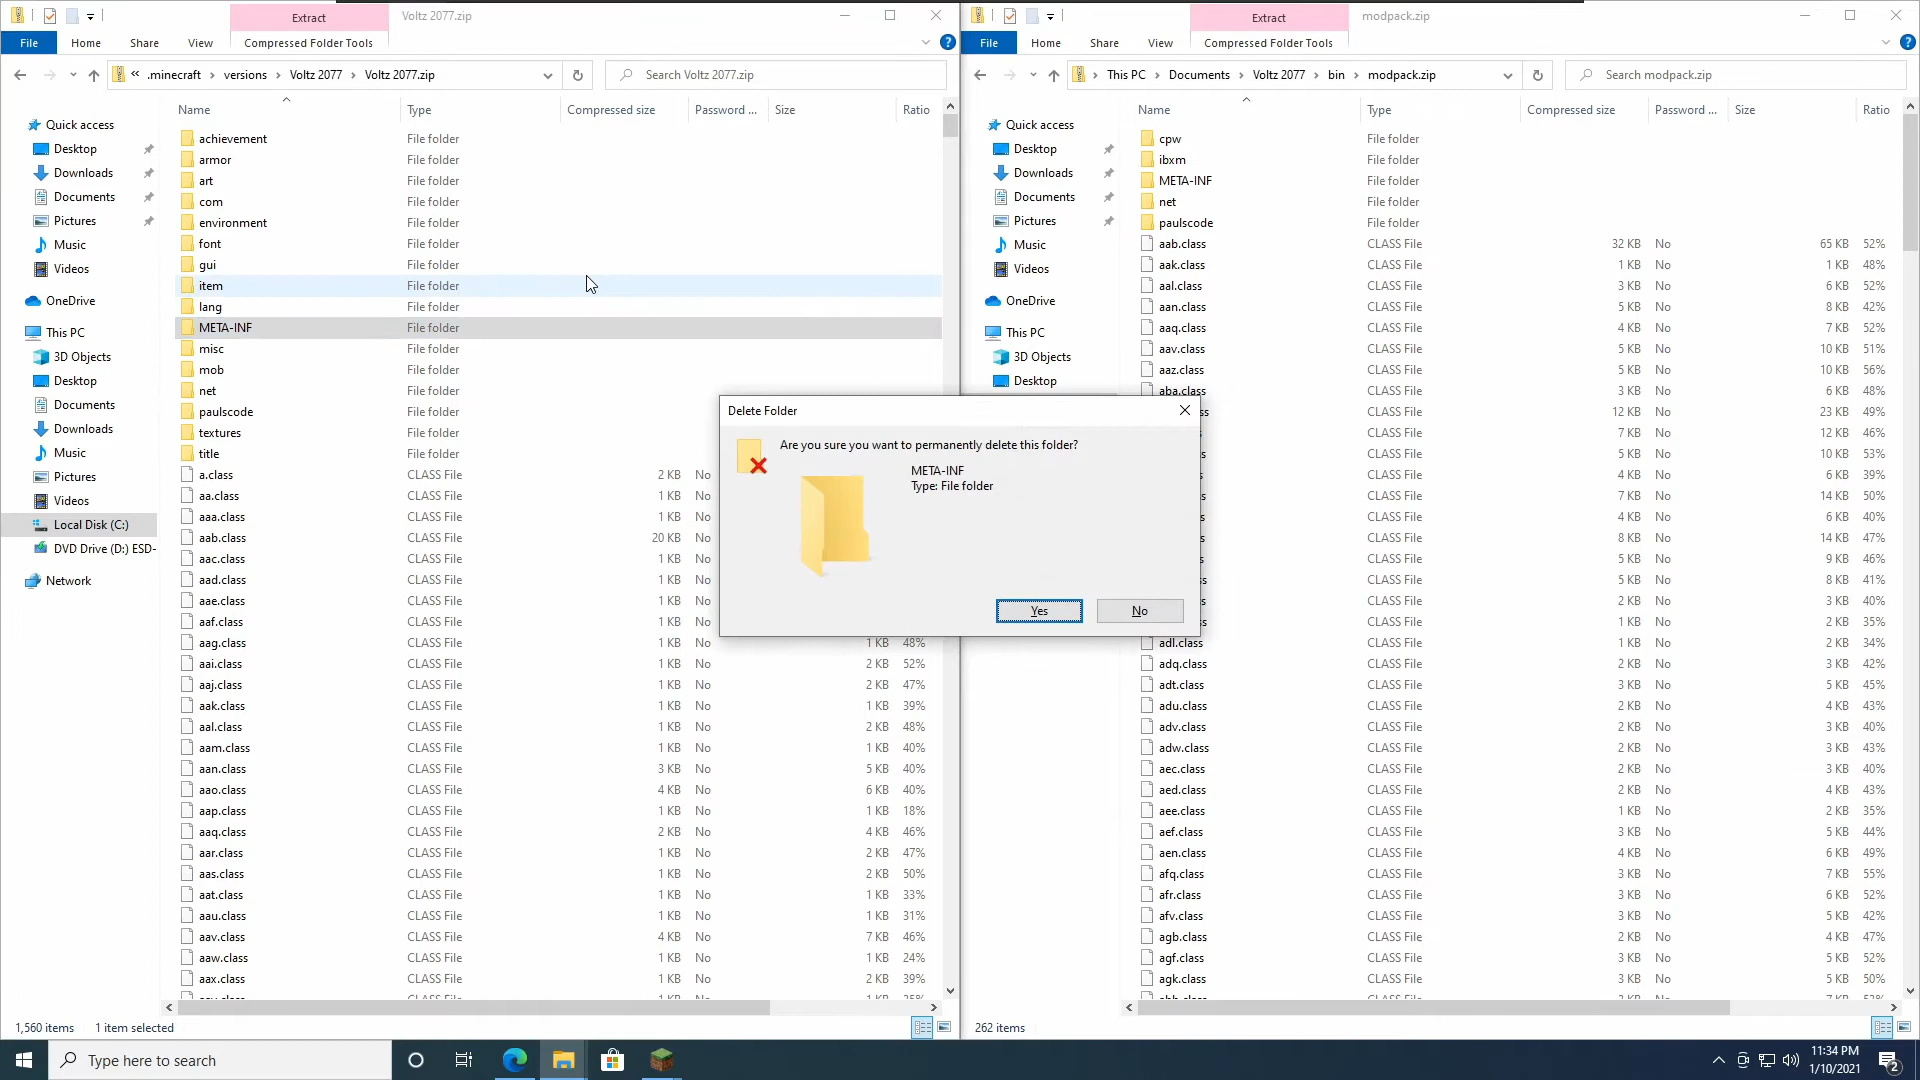 Extract
Voltz 2077.zip
File
Home
Share
View
Compressed Folder Tools
.minecraft
versions
Voltz 2077
Voltz 2077.zip
Search Voltz 2077.zip
Name
Type
Compressed size
Password ...
Size
Ratio
Quick access
Desktop
Downloads
Documents
Pictures
Music
Videos
OneDrive
This PC
3D Objects
Desktop
Documents
Downloads
Music
Pictures
Videos
Local Disk (C:)
DVD Drive (D:) ESD-
Network
achievement File folder
armor File folder
art File folder
com File folder
environment File folder
font File folder
gui File folder
item File folder
lang File folder
META-INF File folder
misc File folder
mob File folder
net File folder
paulscode File folder
textures File folder
title File folder
a.class CLASS File 2 KB No
aa.class CLASS File 1 KB No
aaa.class CLASS File 1 KB No
aab.class CLASS File 20 KB No
aac.class CLASS File 1 KB No
aad.class CLASS File 1 KB No
aae.class CLASS File 1 KB No
aaf.class CLASS File 1 KB No
aag.class CLASS File 1 KB No 1 KB 48%
aai.class CLASS File 1 KB No 2 KB 52%
aaj.class CLASS File 1 KB No 2 KB 47%
aak.class CLASS File 1 KB No 1 KB 39%
aal.class CLASS File 1 KB No 2 KB 48%
aam.class CLASS File 1 KB No 1 KB 40%
aan.class CLASS File 3 KB No 5 KB 40%
aao.class CLASS File 4 KB No 6 KB 40%
aap.class CLASS File 1 KB No 1 KB 18%
aaq.class CLASS File 2 KB No 4 KB 46%
aar.class CLASS File 1 KB No 2 KB 47%
aas.class CLASS File 1 KB No 2 KB 50%
aat.class CLASS File 1 KB No 1 KB 33%
aau.class CLASS File 1 KB No 1 KB 31%
aav.class CLASS File 4 KB No 7 KB 46%
aaw.class CLASS File 1 KB No 1 KB 24%
aax.class CLASS File 1 KB No 2 KB 39%
1,560 items
1 item selected
Delete Folder
Are you sure you want to permanently delete this folder?
META-INF
Type: File folder
Yes
No
Extract
modpack.zip
File
Home
Share
View
Compressed Folder Tools
This PC
Documents
Voltz 2077
bin
modpack.zip
Search modpack.zip
Name
Type
Compressed size
Password ...
Size
Ratio
Quick access
Desktop
Downloads
Documents
Pictures
Music
Videos
OneDrive
This PC
3D Objects
Desktop
cpw File folder
ibxm File folder
META-INF File folder
net File folder
paulscode File folder
aab.class CLASS File 32 KB No 65 KB 52%
aak.class CLASS File 1 KB No 1 KB 48%
aal.class CLASS File 3 KB No 6 KB 52%
aan.class CLASS File 5 KB No 8 KB 42%
aaq.class CLASS File 4 KB No 7 KB 52%
aav.class CLASS File 5 KB No 10 KB 51%
aaz.class CLASS File 5 KB No 10 KB 56%
aba.class CLASS File 3 KB No 6 KB 48%
CLASS File 12 KB No 23 KB 49%
CLASS File 7 KB No 12 KB 46%
CLASS File 5 KB No 10 KB 53%
CLASS File 4 KB No 6 KB 39%
CLASS File 7 KB No 14 KB 50%
CLASS File 4 KB No 6 KB 40%
CLASS File 8 KB No 14 KB 47%
CLASS File 5 KB No 9 KB 46%
CLASS File 5 KB No 8 KB 41%
CLASS File 2 KB No 3 KB 40%
CLASS File 1 KB No 2 KB 35%
adl.class CLASS File 1 KB No 2 KB 34%
adq.class CLASS File 2 KB No 3 KB 42%
adt.class CLASS File 3 KB No 5 KB 45%
adu.class CLASS File 2 KB No 4 KB 43%
adv.class CLASS File 2 KB No 3 KB 40%
adw.class CLASS File 2 KB No 3 KB 43%
aec.class CLASS File 2 KB No 3 KB 40%
aed.class CLASS File 2 KB No 4 KB 43%
aee.class CLASS File 1 KB No 2 KB 35%
aef.class CLASS File 3 KB No 5 KB 44%
aen.class CLASS File 4 KB No 6 KB 49%
afq.class CLASS File 3 KB No 7 KB 55%
afr.class CLASS File 3 KB No 6 KB 52%
afv.class CLASS File 3 KB No 5 KB 42%
agb.class CLASS File 2 KB No 4 KB 47%
agf.class CLASS File 3 KB No 5 KB 52%
agk.class CLASS File 3 KB No 5 KB 50%
262 items
Type here to search
11:34 PM
1/10/2021
2